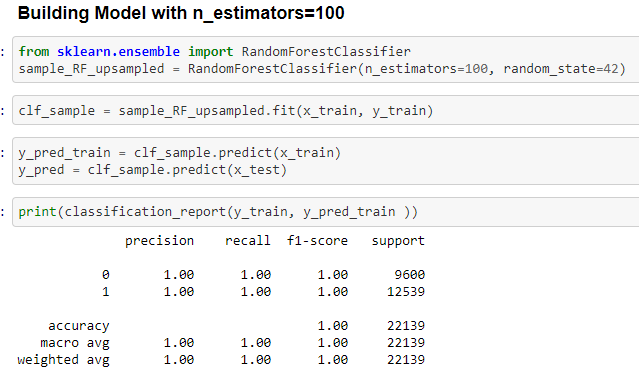 Building Model with n_estimators=100
: from sklearn.ensemble import RandomForestClassifier
sample_RF_upsampled = RandomForestClassifier(n_estimators=100, random_state=42)
: clf_sample = sample_RF_upsampled.fit(x_train, y_train)
: y_pred_train = clf_sample.predict(x_train)
y_pred = clf_sample.predict(x_test)
: print(classification_report(y_train, y_pred_train ))
precision recall f1-score support
0 1.00 1.00 1.00 9600
1 1.00 1.00 1.00 12539
accuracy 1.00 22139
macro avg 1.00 1.00 1.00 22139
weighted avg 1.00 1.00 1.00 22139